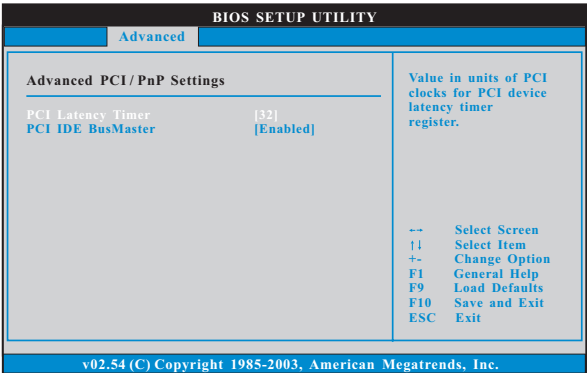 BIOS SETUP UTILITY
Advanced
Advanced PCI / PnP Settings
PCI Latency Timer [32]
PCI IDE BusMaster [Enabled]
Value in units of PCI
clocks for PCI device
latency timer
register.
←→ Select Screen
↑↓ Select Item
+- Change Option
F1 General Help
F9 Load Defaults
F10 Save and Exit
ESC Exit
v02.54 (C) Copyright 1985-2003, American Megatrends, Inc.